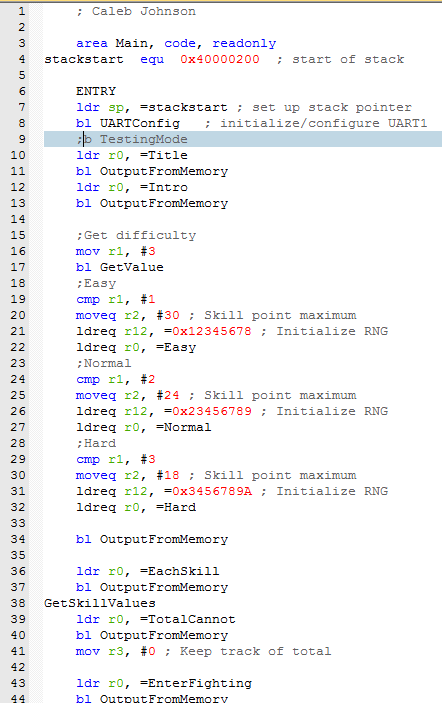 1 ; Caleb Johnson
2
3 area Main, code, readonly
4 stackstart equ 0x40000200 ; start of stack
5
6 ENTRY
7 ldr sp, =stackstart ; set up stack pointer
8 bl UARTConfig ; initialize/configure UART1
9 ;b TestingMode
10 ldr r0, =Title
11 bl OutputFromMemory
12 ldr r0, =Intro
13 bl OutputFromMemory
14
15 ;Get difficulty
16 mov r1, #3
17 bl GetValue
18 ;Easy
19 cmp r1, #1
20 moveq r2, #30 ; Skill point maximum
21 ldreq r12, =0x12345678 ; Initialize RNG
22 ldreq r0, =Easy
23 ;Normal
24 cmp r1, #2
25 moveq r2, #24 ; Skill point maximum
26 ldreq r12, =0x23456789 ; Initialize RNG
27 ldreq r0, =Normal
28 ;Hard
29 cmp r1, #3
30 moveq r2, #18 ; Skill point maximum
31 ldreq r12, =0x3456789A ; Initialize RNG
32 ldreq r0, =Hard
33
34 bl OutputFromMemory
35
36 ldr r0, =EachSkill
37 bl OutputFromMemory
38 GetSkillValues
39 ldr r0, =TotalCannot
40 bl OutputFromMemory
41 mov r3, #0 ; Keep track of total
42
43 ldr r0, =EnterFighting
44 bl OutputFromMemory